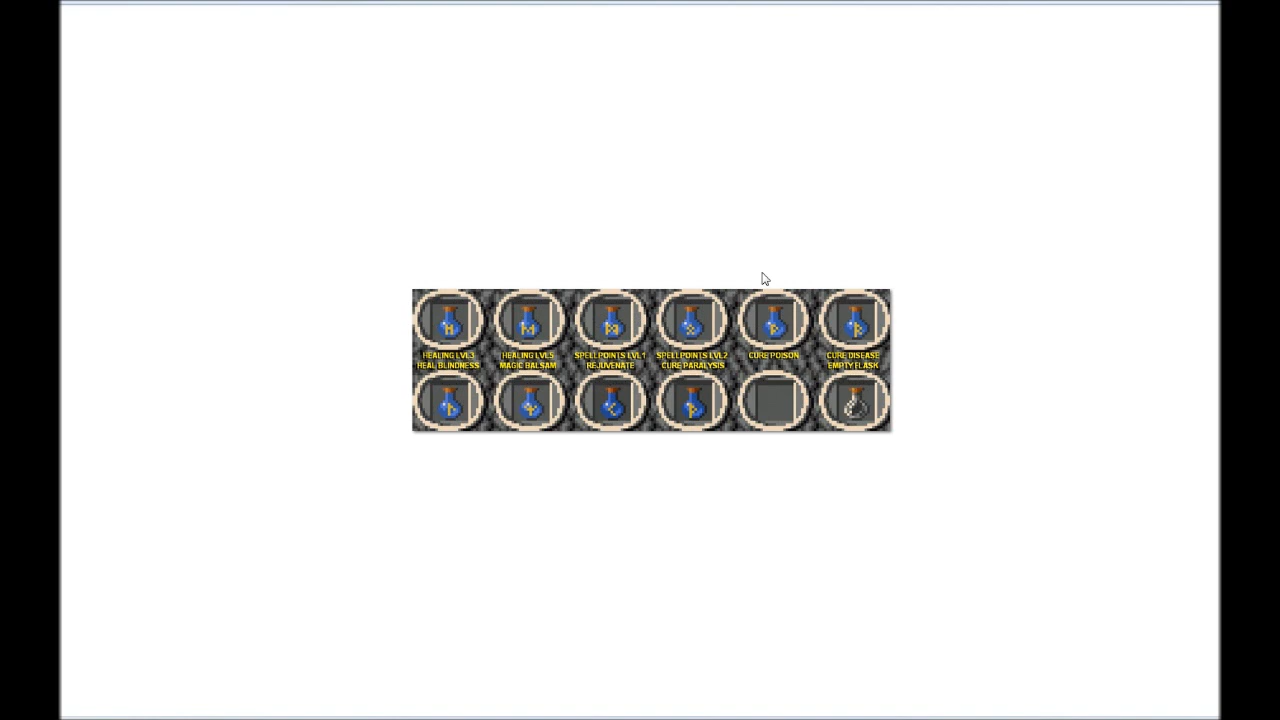 HEALING LVL3 HEALING LVL5 SPELLPOINTS LVL1 SPELLPOINTS LVL2 CURE POISON CURE DISEASE
HEAL BLINDNESS MAGIC BALSAM REJUVENATE CURE PARALYSIS EMPTY FLASK